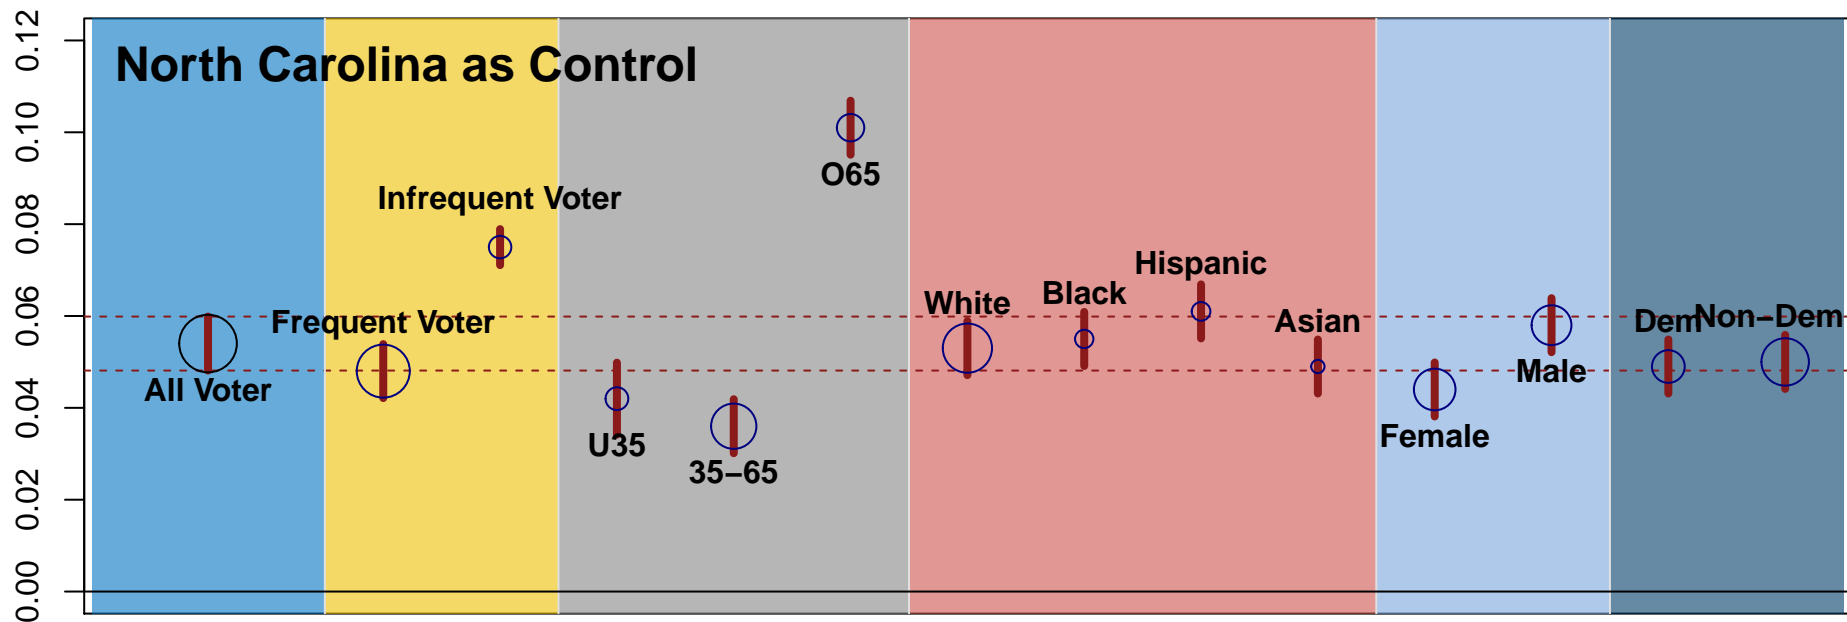 North Carolina as Control
0.12
0.10
0.08
0.06
0.04
0.02
0.00
All Voter
Frequent Voter
Infrequent Voter
U35
35−65
O65
White
Black
Hispanic
Asian
Female
Male
Dem
Non−Dem